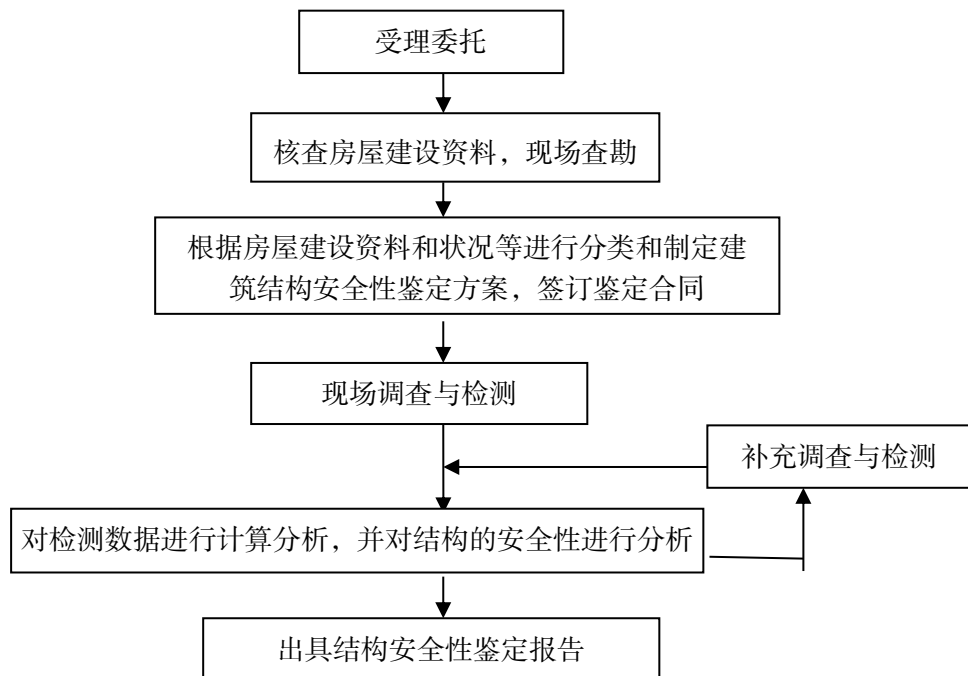 受理委托
核查房屋建设资料，现场查勘
根据房屋建设资料和状况等进行分类和制定建
筑结构安全性鉴定方案，签订鉴定合同
现场调查与检测
补充调查与检测
对检测数据进行计算分析，并对结构的安全性进行分析
出具结构安全性鉴定报告